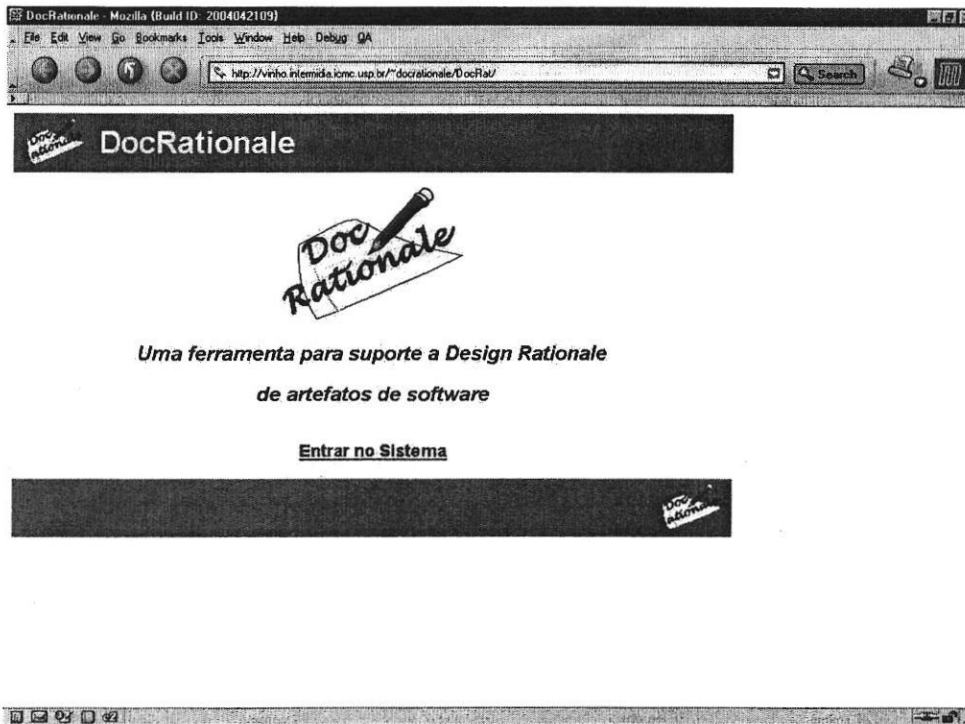 DocRationale - Mozilla {Build ID: 2004042109}
File Edit View Go Bookmarks Tools Window Help Debug QA
http://vinho.intermidia.icmc.usp.br/~docrationale/DocRat/ Search
DocRationale
Doc
Rationale
Uma ferramenta para suporte a Design Rationale
de artefatos de software
Entrar no Sistema